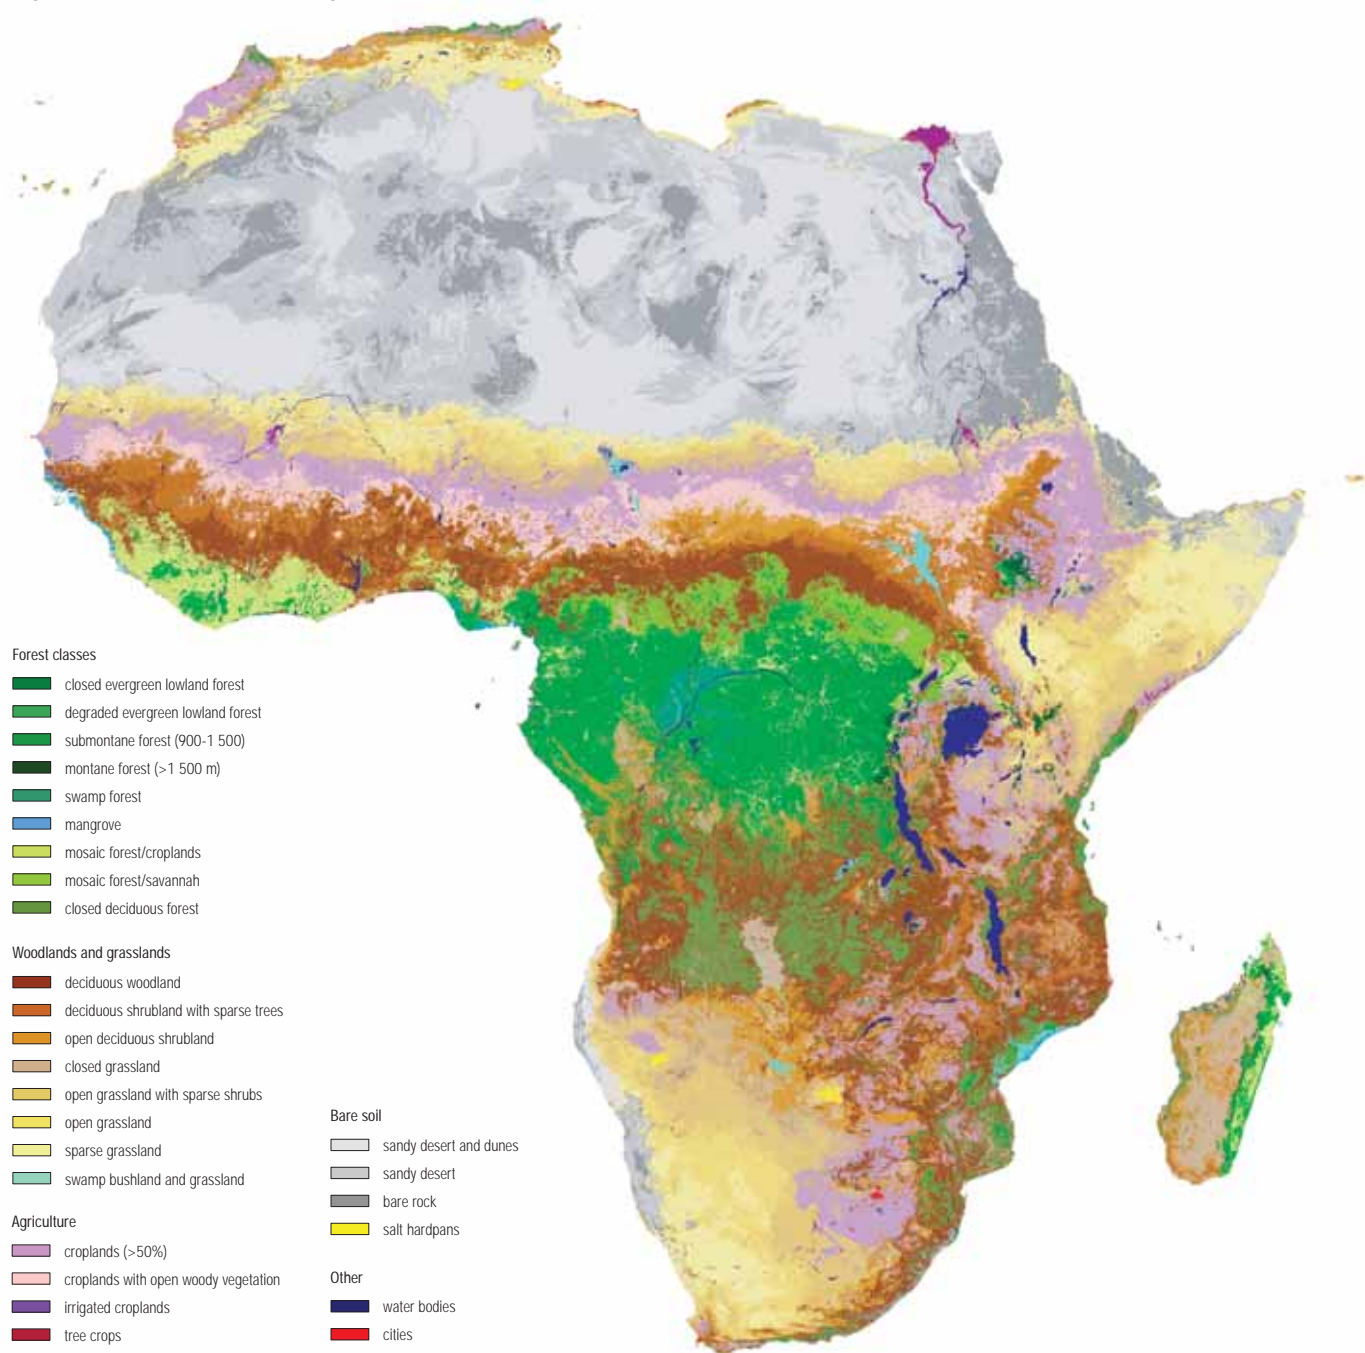 Forest classes
closed evergreen lowland forest
degraded evergreen lowland forest
submontane forest (900-1 500)
montane forest (>1 500 m)
swamp forest
mangrove
mosaic forest/croplands
mosaic forest/savannah
closed deciduous forest
Woodlands and grasslands
deciduous woodland
deciduous shrubland with sparse trees
open deciduous shrubland
closed grassland
open grassland with sparse shrubs
open grassland
sparse grassland
swamp bushland and grassland
Agriculture
croplands (>50%)
croplands with open woody vegetation
irrigated croplands
tree crops
Bare soil
sandy desert and dunes
sandy desert
bare rock
salt hardpans
Other
water bodies
cities